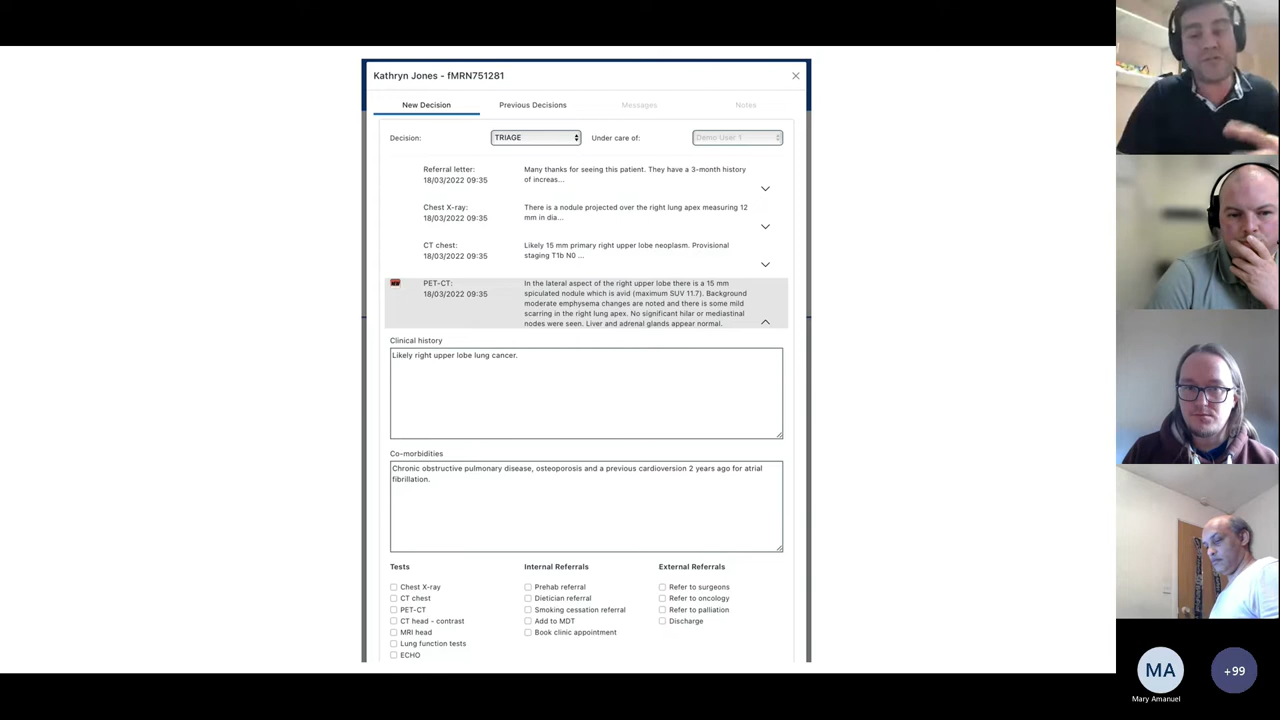 Kathryn Jones - fMRN751281
New Decision
Previous Decisions
Messages
Notes
Decision:
TRIAGE
Under care of:
Demo User 1
Referral letter:
18/03/2022 09:35
Many thanks for seeing this patient. They have a 3-month history
of increas...
Chest X-ray:
18/03/2022 09:35
There is a nodule projected over the right lung apex measuring 12
mm in dia...
CT chest:
18/03/2022 09:35
Likely 15 mm primary right upper lobe neoplasm. Provisional
staging T1b N0 ...
PET-CT:
18/03/2022 09:35
In the lateral aspect of the right upper lobe there is a 15 mm
spiculated nodule which is avid (maximum SUV 11.7). Background
moderate emphysema changes are noted and there is some mild
scarring in the right lung apex. No significant hilar or mediastinal
nodes were seen. Liver and adrenal glands appear normal.
Clinical history
Likely right upper lobe lung cancer.
Co-morbidities
Chronic obstructive pulmonary disease, osteoporosis and a previous cardioversion 2 years ago for atrial
fibrillation.
Tests
Chest X-ray
CT chest
PET-CT
CT head - contrast
MRI head
Lung function tests
ECHO
Internal Referrals
Prehab referral
Dietician referral
Smoking cessation referral
Add to MDT
Book clinic appointment
External Referrals
Refer to surgeons
Refer to oncology
Refer to palliation
Discharge
MA
Mary Amanuel
+99